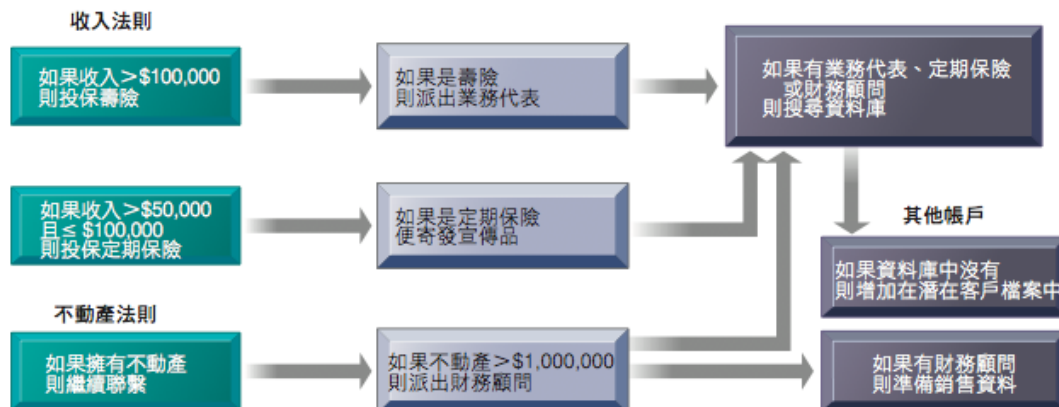 收入法則
如果收入＞$100,000
則投保壽險
如果是壽險
則派出業務代表
如果有業務代表、定期保險
或財務顧問
則搜尋資料庫
如果收入＞$50,000
且≤ $100,000
則投保定期保險
如果是定期保險
便寄發宣傳品
其他帳戶
如果資料庫中沒有
則增加在潛在客戶檔案中
不動產法則
如果擁有不動產
則繼續聯繫
如果不動產＞$1,000,000
則派出財務顧問
如果有財務顧問
則準備銷售資料